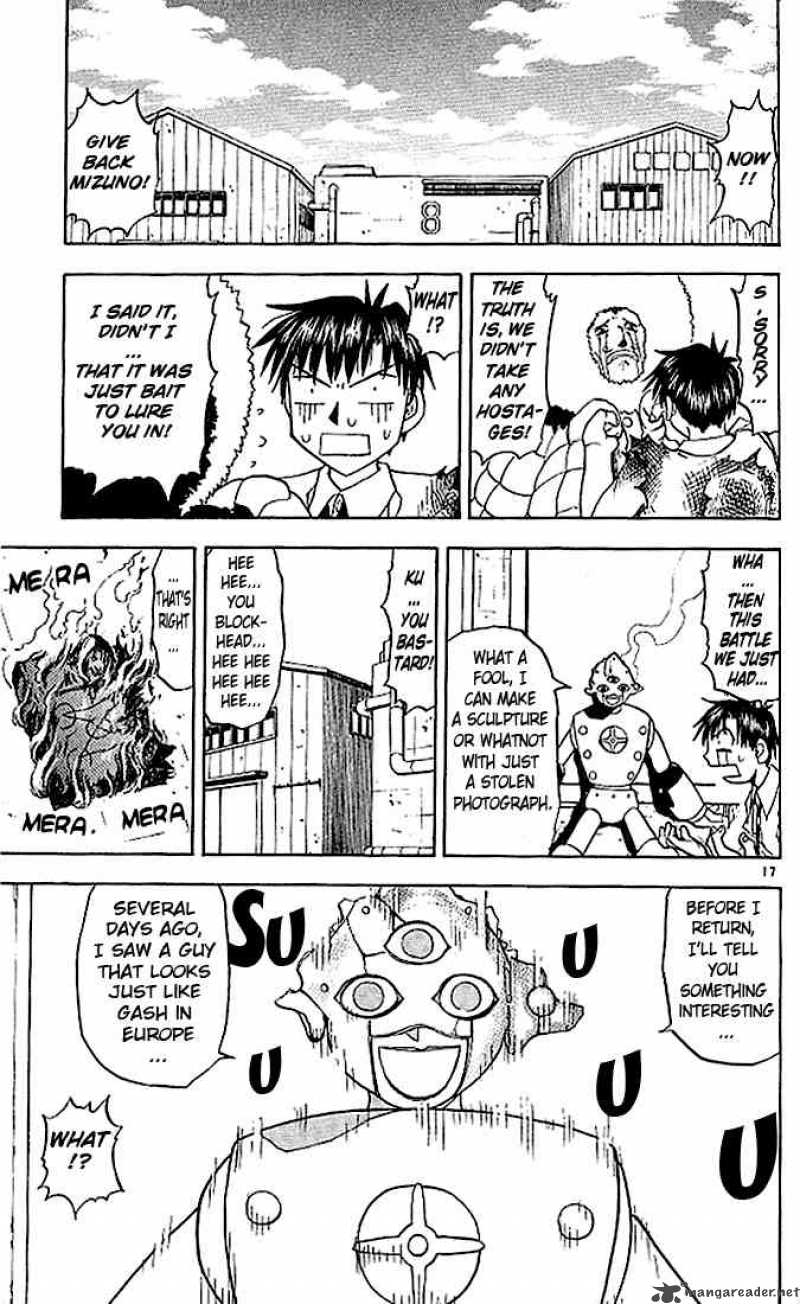 NOW
!!
GIVE
BACK
MIZUNO!
8
S, SORRY
...
THE
TRUTH
IS, WE
DIDN'T
TAKE
ANY
HOSTA-
GES!
WHAT
!?
I SAID IT,
DIDN'T I
...
THAT IT WAS
JUST BAIT
TO LURE
YOU IN!
WHA
...
THEN
THIS
BATTLE
WE JUST
HAD...
WHAT A
FOOL, I
CAN MAKE
A SCULPTURE
OR WHATNOT
WITH JUST
A STOLEN
PHOTOGRAPH.
KU
...
YOU
BAS-
TARD!
HEE
HEE...
YOU
BLOCK-
HEAD...
HEE HEE
HEE HEE
HEE...
...
THAT'S
RIGHT
...
MERA
MERA.
MERA
17
BEFORE I
RETURN,
I'LL TELL
YOU
SOMETHING
INTERESTING
...
SU
U
U
U
U
SEVERAL
DAYS AGO,
I SAW A GUY
THAT LOOKS
JUST LIKE
GASH IN
EUROPE
...
WHAT
!?
mangareader.net